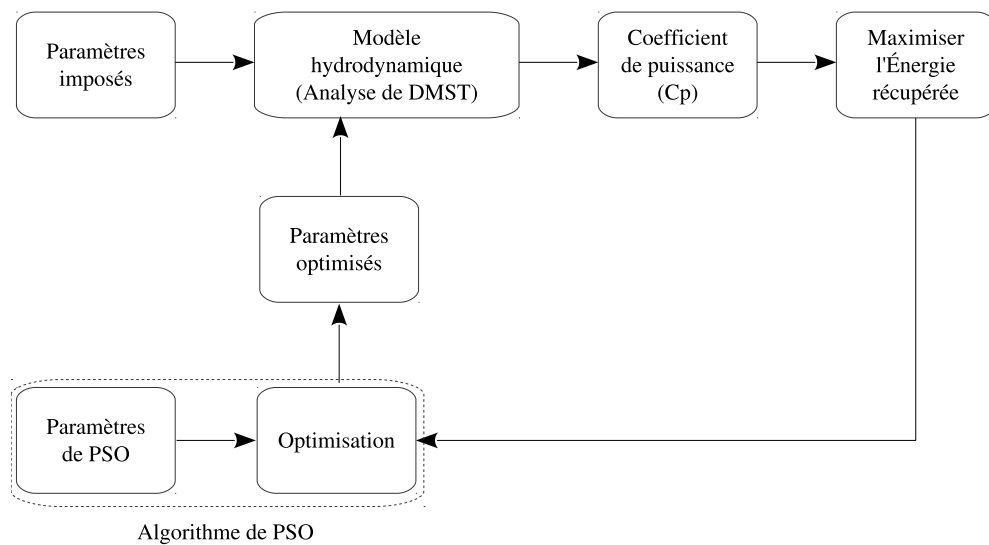 Paramètres
imposés
Modèle
hydrodynamique
(Analyse de DMST)
Coefficient
de puissance
(Cp)
Maximiser
l'Énergie
récupérée
Paramètres
optimisés
Paramètres
de PSO
Optimisation
Algorithme de PSO